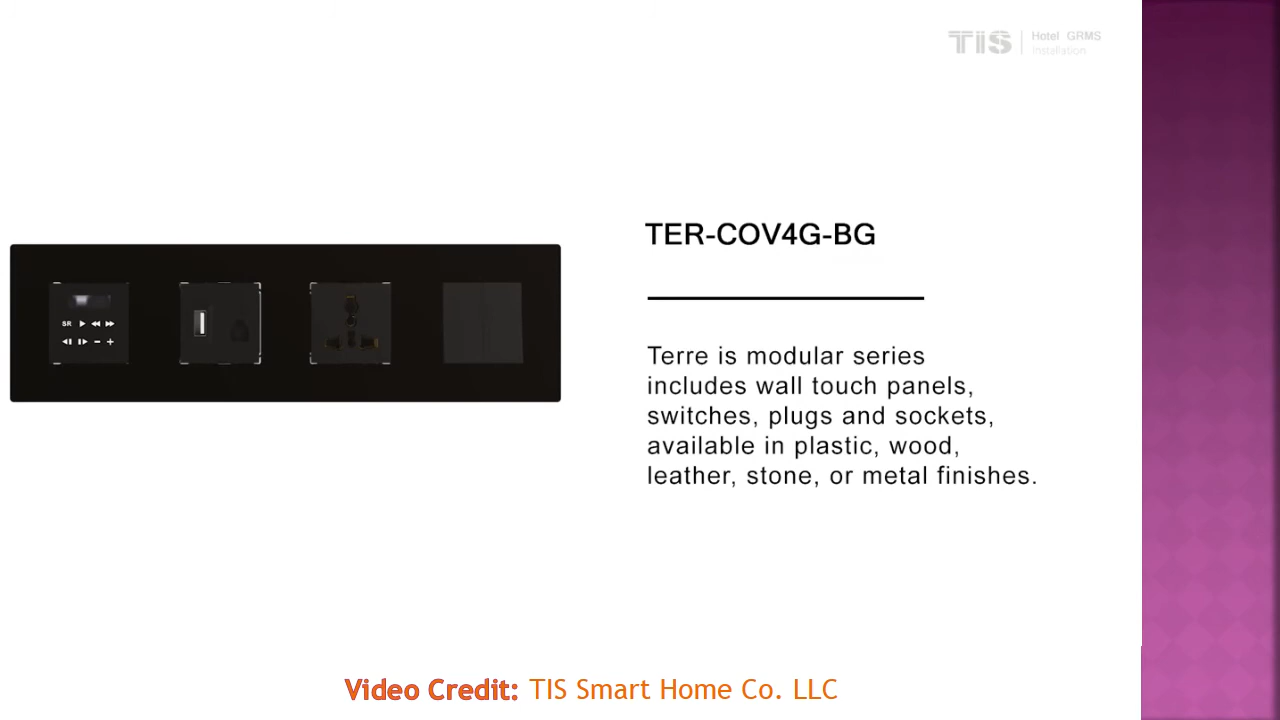 TIS
Hotel GRMS
Installation
TER-COV4G-BG
SR
Terre is modular series
includes wall touch panels,
switches, plugs and sockets,
available in plastic, wood,
leather, stone, or metal finishes.
Video Credit: TIS Smart Home Co. LLC